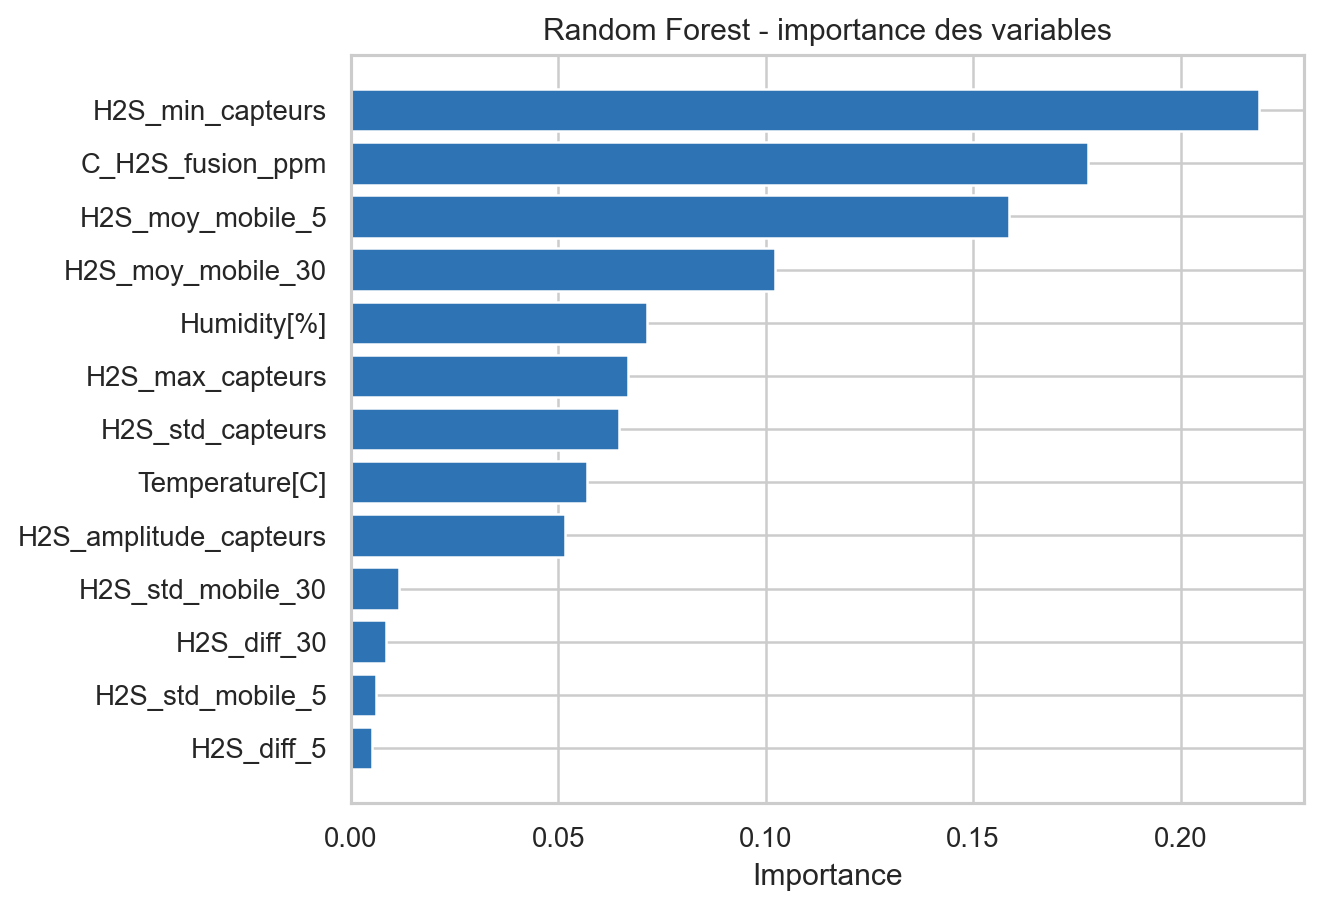 Random Forest - importance des variables
H2S_min_capteurs
C_H2S_fusion_ppm
H2S_moy_mobile_5
H2S_moy_mobile_30
Humidity[%]
H2S_max_capteurs
H2S_std_capteurs
Temperature[C]
H2S_amplitude_capteurs
H2S_std_mobile_30
H2S_diff_30
H2S_std_mobile_5
H2S_diff_5
0.00 0.05 0.10 0.15 0.20
Importance